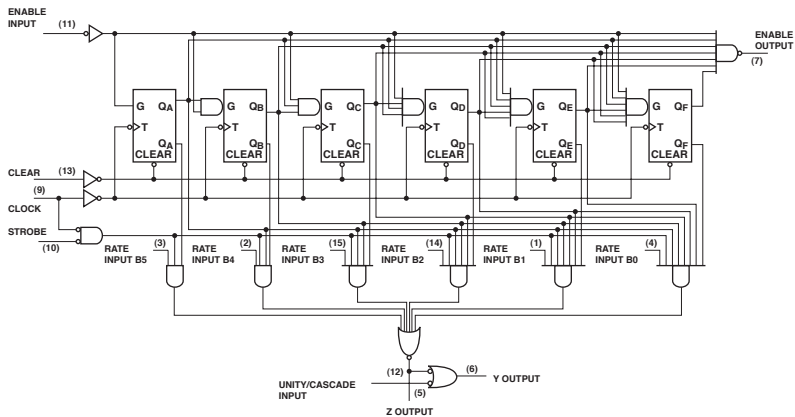 ENABLE
INPUT
(11)
ENABLE
OUTPUT
(7)
G QA
T
QA
CLEAR
G QB
T
QB
CLEAR
G QC
T
QC
CLEAR
G QD
T
QD
CLEAR
G QE
T
QE
CLEAR
G QF
T
QF
CLEAR
CLEAR (13)
(9)
CLOCK
STROBE
(10)
RATE
INPUT B5
(3)
RATE
INPUT B4
(2)
RATE
INPUT B3
(15)
RATE
INPUT B2
(14)
RATE
INPUT B1
(1)
RATE
INPUT B0
(4)
(12)
(6)
Y OUTPUT
UNITY/CASCADE
INPUT
(5)
Z OUTPUT